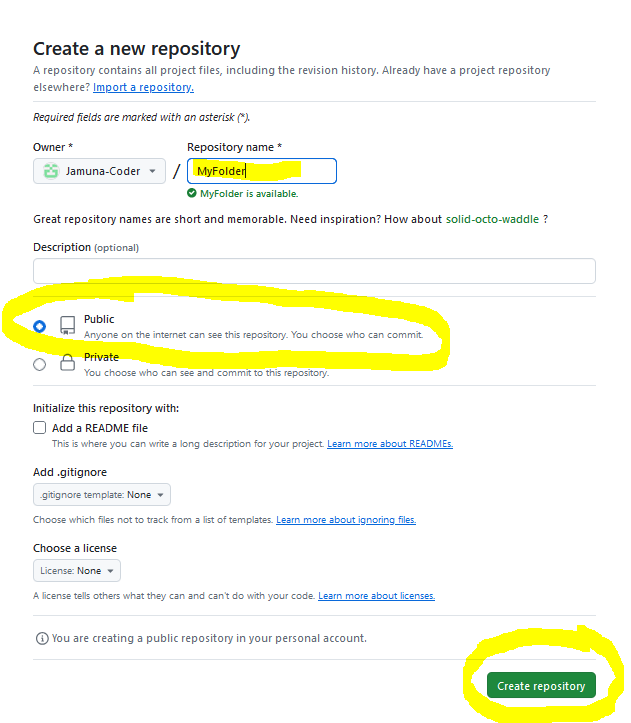 Create a new repository
A repository contains all project files, including the revision history. Already have a project repository
elsewhere? Import a repository.
Required fields are marked with an asterisk (*).
Owner * Repository name *
Jamuna-Coder / MyFolder
MyFolder is available.
Great repository names are short and memorable. Need inspiration? How about solid-octo-waddle ?
Description (optional)
Public
Anyone on the internet can see this repository. You choose who can commit.
Private
You choose who can see and commit to this repository.
Initialize this repository with:
Add a README file
This is where you can write a long description for your project. Learn more about READMEs.
Add .gitignore
.gitignore template: None
Choose which files not to track from a list of templates. Learn more about ignoring files.
Choose a license
License: None
A license tells others what they can and can't do with your code. Learn more about licenses.
You are creating a public repository in your personal account.
Create repository